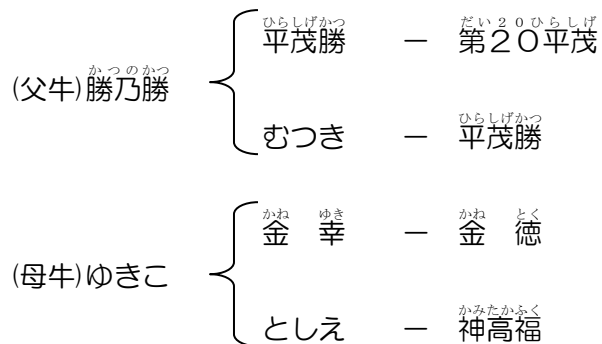 ひらしげかつ だい20ひらしげ
平茂勝 － 第20平茂
かつのかつ
(父牛)勝乃勝
ひらしげかつ
むつき － 平茂勝
かね ゆき かね とく
金 幸 － 金 徳
(母牛)ゆきこ
かみたかふく
としえ － 神高福